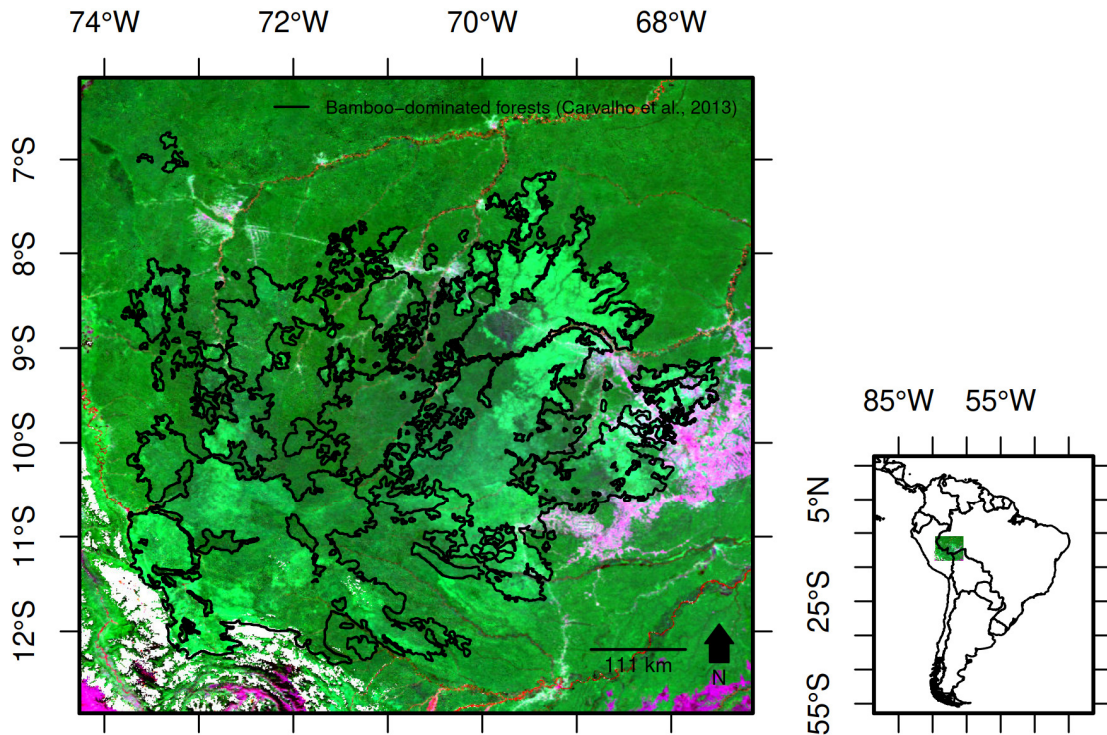 74°W 72°W 70°W 68°W
Bamboo−dominated forests (Carvalho et al., 2013)
7°S
8°S
9°S
10°S
11°S
12°S
111 km
N
85°W 55°W
5°N
25°S
55°S